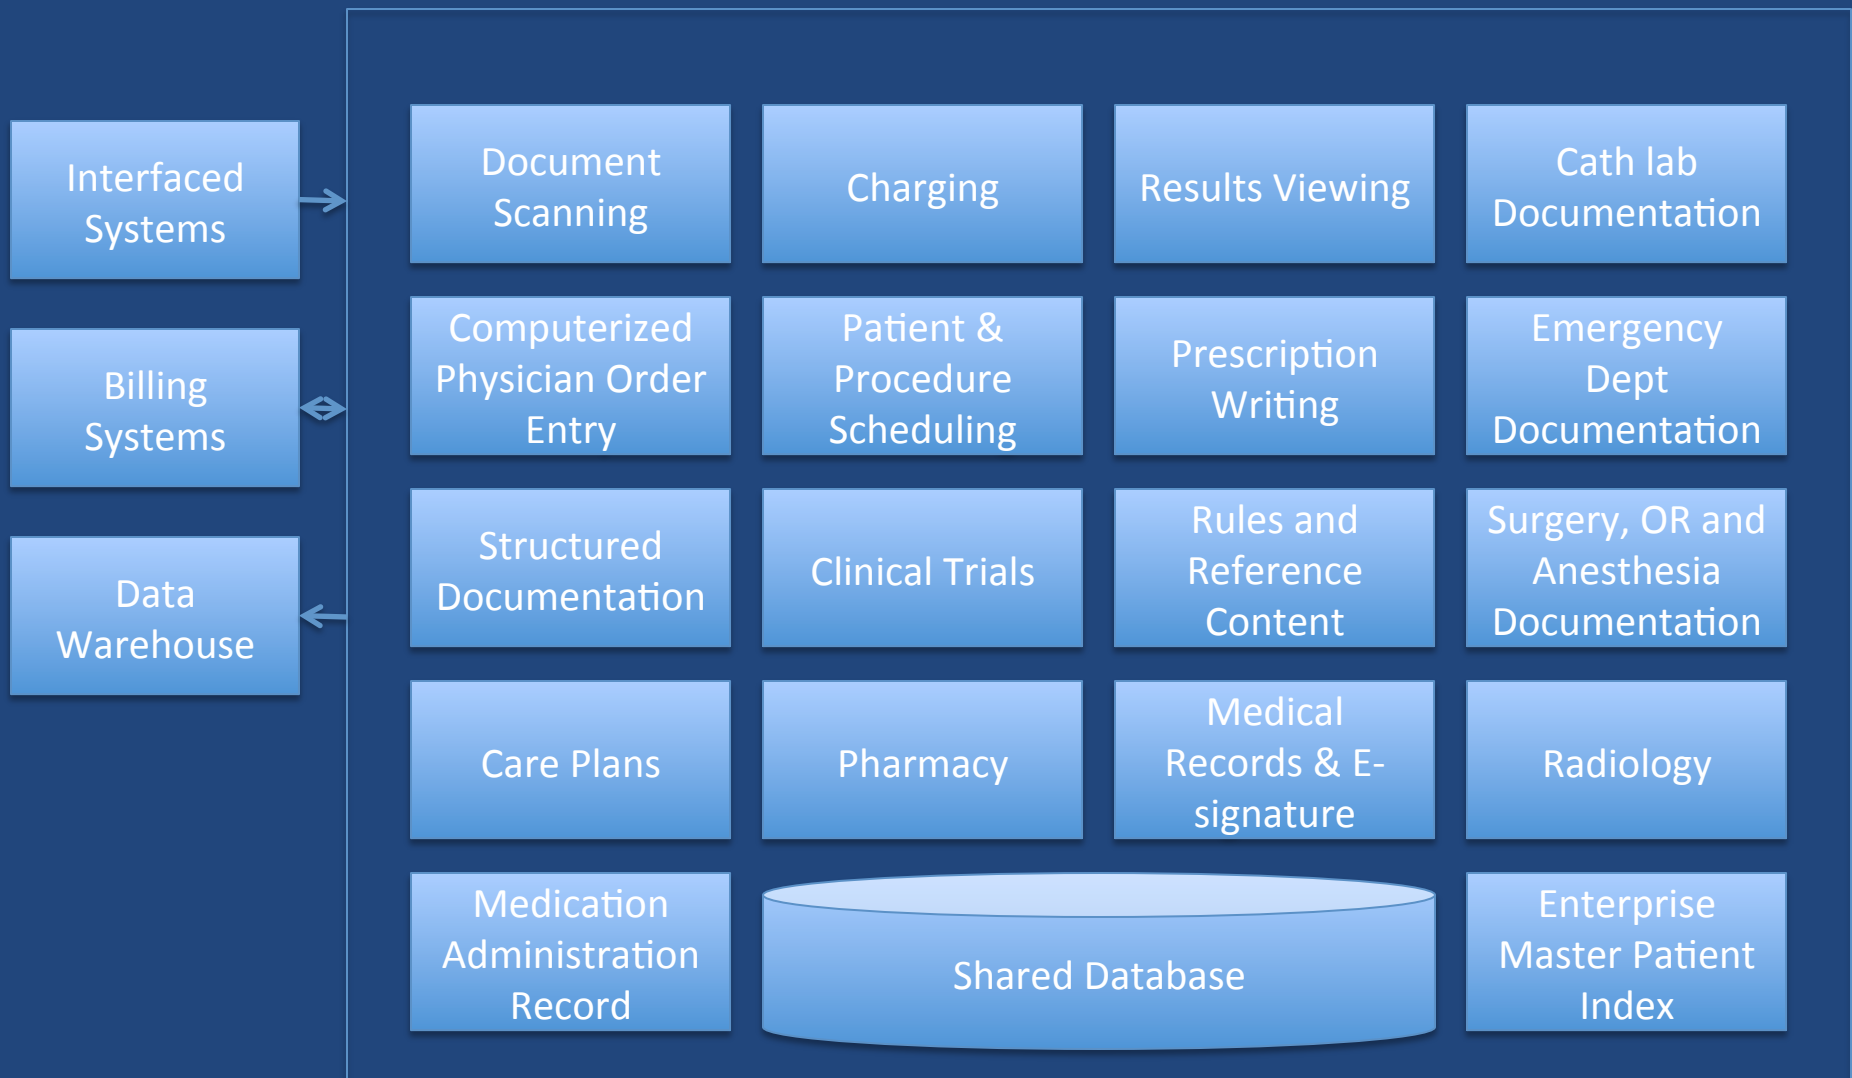 Interfaced
Systems
Billing
Systems
Data
Warehouse
Document
Scanning
Charging
Results Viewing
Cath lab
Documentation
Computerized
Physician Order
Entry
Patient &
Procedure
Scheduling
Prescription
Writing
Emergency
Dept
Documentation
Structured
Documentation
Clinical Trials
Rules and
Reference
Content
Surgery, OR and
Anesthesia
Documentation
Care Plans
Pharmacy
Medical
Records & E-
signature
Radiology
Medication
Administration
Record
Shared Database
Enterprise
Master Patient
Index